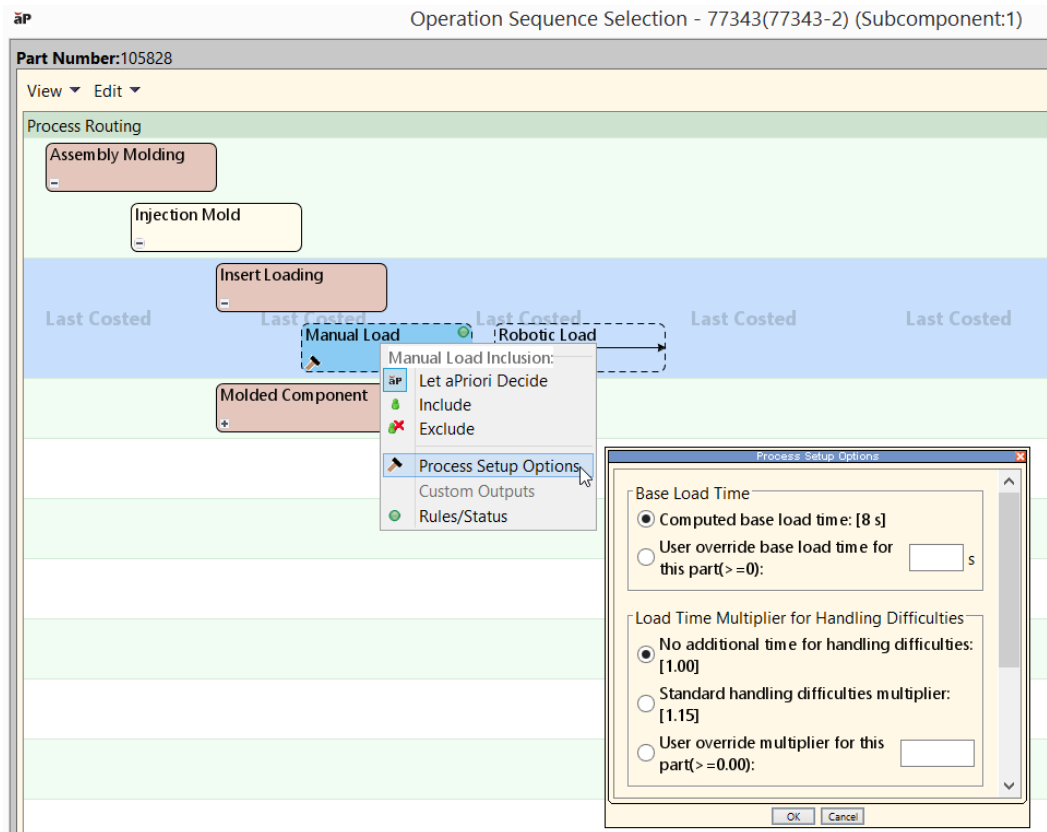 āP
Operation Sequence Selection - 77343(77343-2) (Subcomponent:1)
Part Number:105828
View Edit
Process Routing
Assembly Molding
Injection Mold
Insert Loading
Last Costed Last Costed Last Costed Last Costed Last Costed
Manual Load Robotic Load
Manual Load Inclusion:
āP Let aPriori Decide
Include
Exclude
Molded Component
Process Setup Options
Custom Outputs
Rules/Status
Process Setup Options
Base Load Time
Computed base load time: [8 s]
User override base load time for
this part(>=0): s
Load Time Multiplier for Handling Difficulties
No additional time for handling difficulties:
[1.00]
Standard handling difficulties multiplier:
[1.15]
User override multiplier for this
part(>=0.00):
OK Cancel